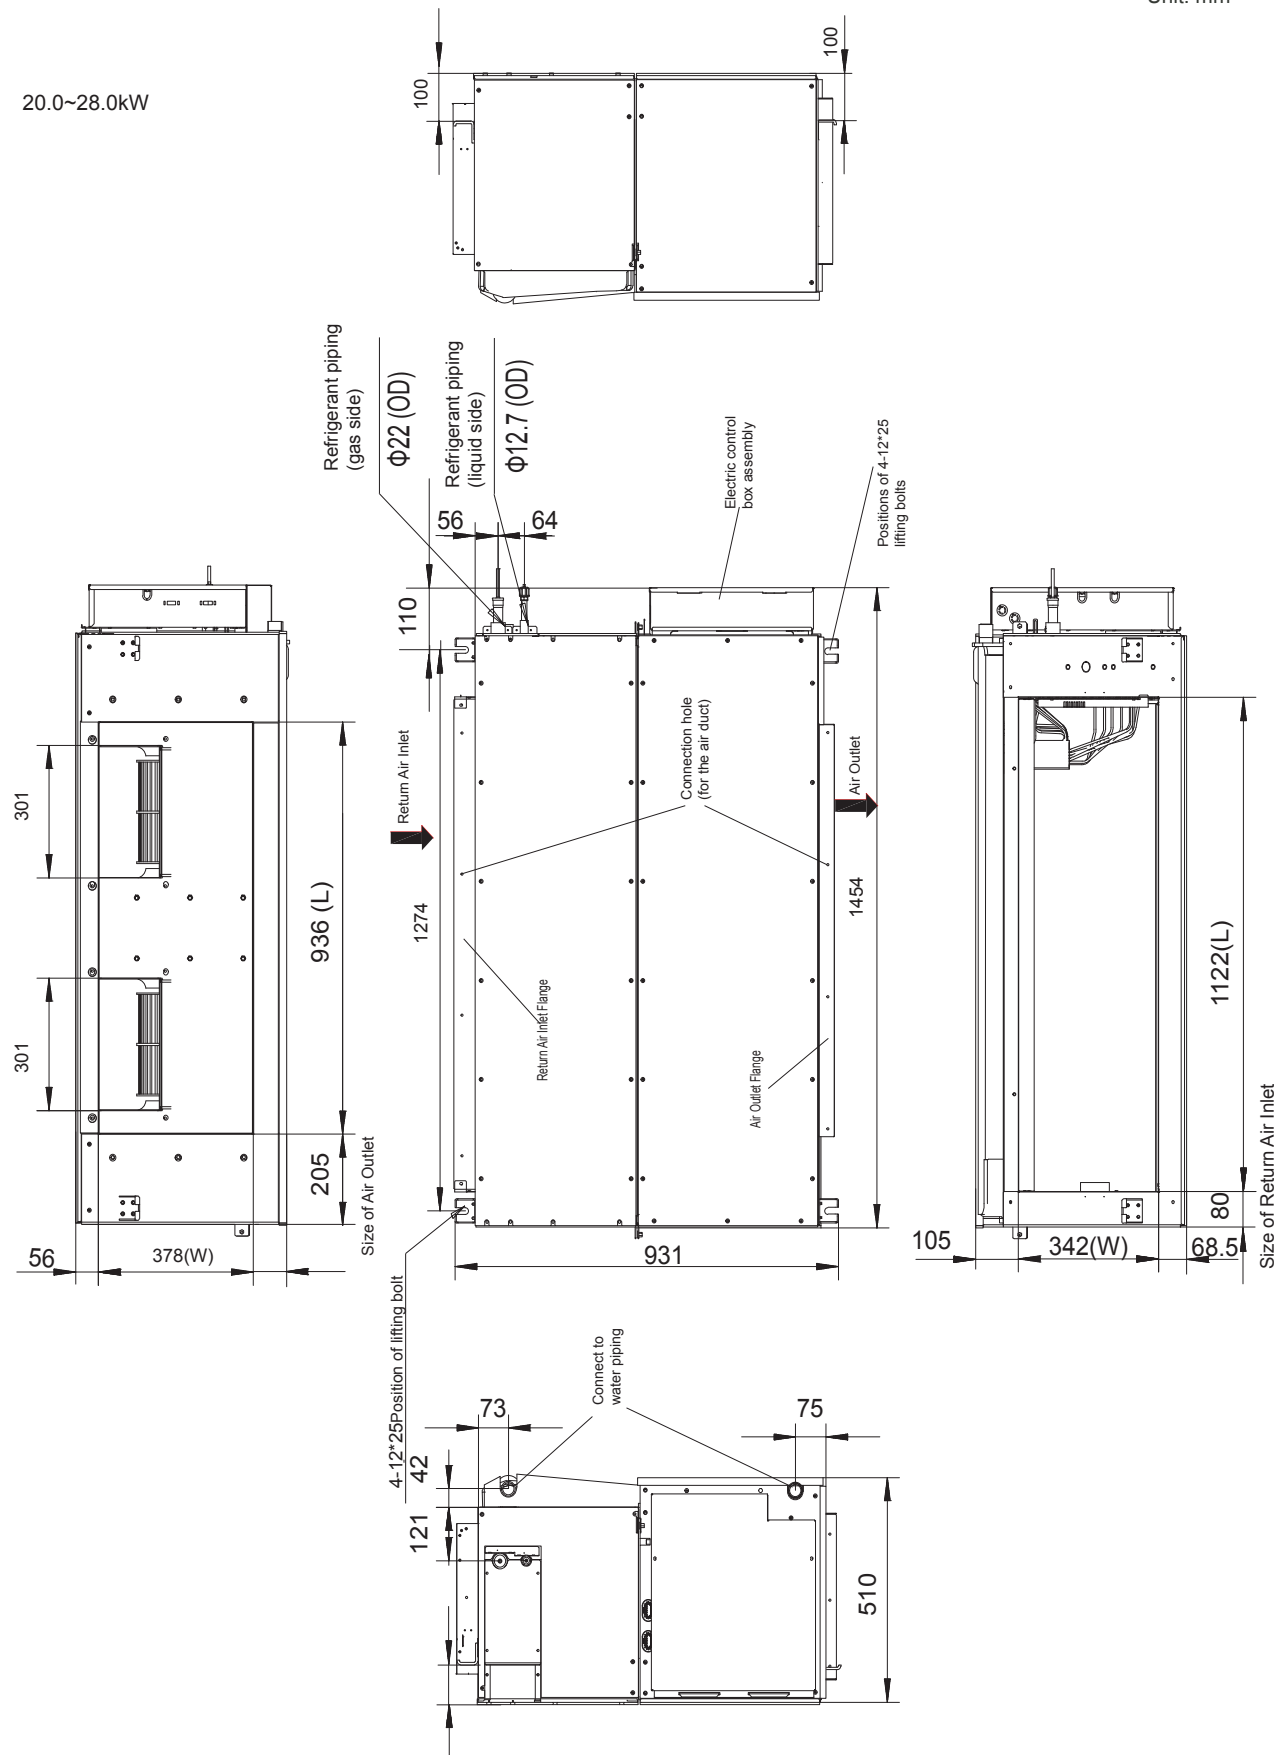 Unit: mm
20.0~28.0kW
100
100
Refrigerant piping
(gas side)
Φ22 (OD)
Refrigerant piping
(liquid side)
Φ12.7 (OD)
56
64
110
Electric control
box assembly
Positions of 4-12*25
lifting bolts
301
301
936 (L)
205
Size of Air Outlet
56
378(W)
Return Air Inlet
1274
Connection hole
(for the air duct)
Air Outlet
1454
Return Air Inlet Flange
Air Outlet Flange
931
1122(L)
80
Size of Return Air Inlet
105
342(W)
68.5
4-12*25Position of lifting bolt
Connect to
water piping
73
75
42
121
510